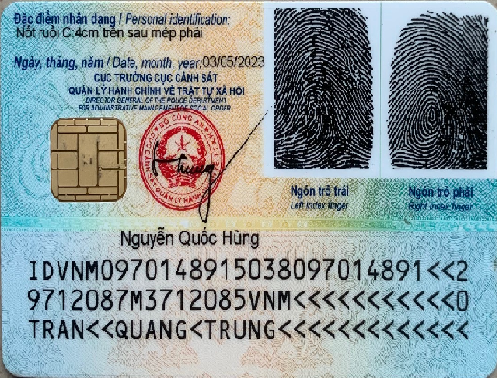 Đặc điểm nhân dạng / Personal identification:
Nốt ruồi C:4cm trên sau mép phải
Ngày, tháng, năm / Date, month, year: 03/05/2023
CỤC TRƯỞNG CỤC CẢNH SÁT
QUẢN LÝ HÀNH CHÍNH VỀ TRẬT TỰ XÃ HỘI
DIRECTOR GENERAL OF THE POLICE DEPARTMENT
FOR ADMINISTRATIVE MANAGEMENT OF SOCIAL ORDER
Ngón trỏ trái
Left index finger
Ngón trỏ phải
Right index finger
Nguyễn Quốc Hùng
IDVNM0970148915038097014891<<2
9712087M3712085VNM<<<<<<<<<<<0
TRAN<<QUANG<TRUNG<<<<<<<<<<<<<